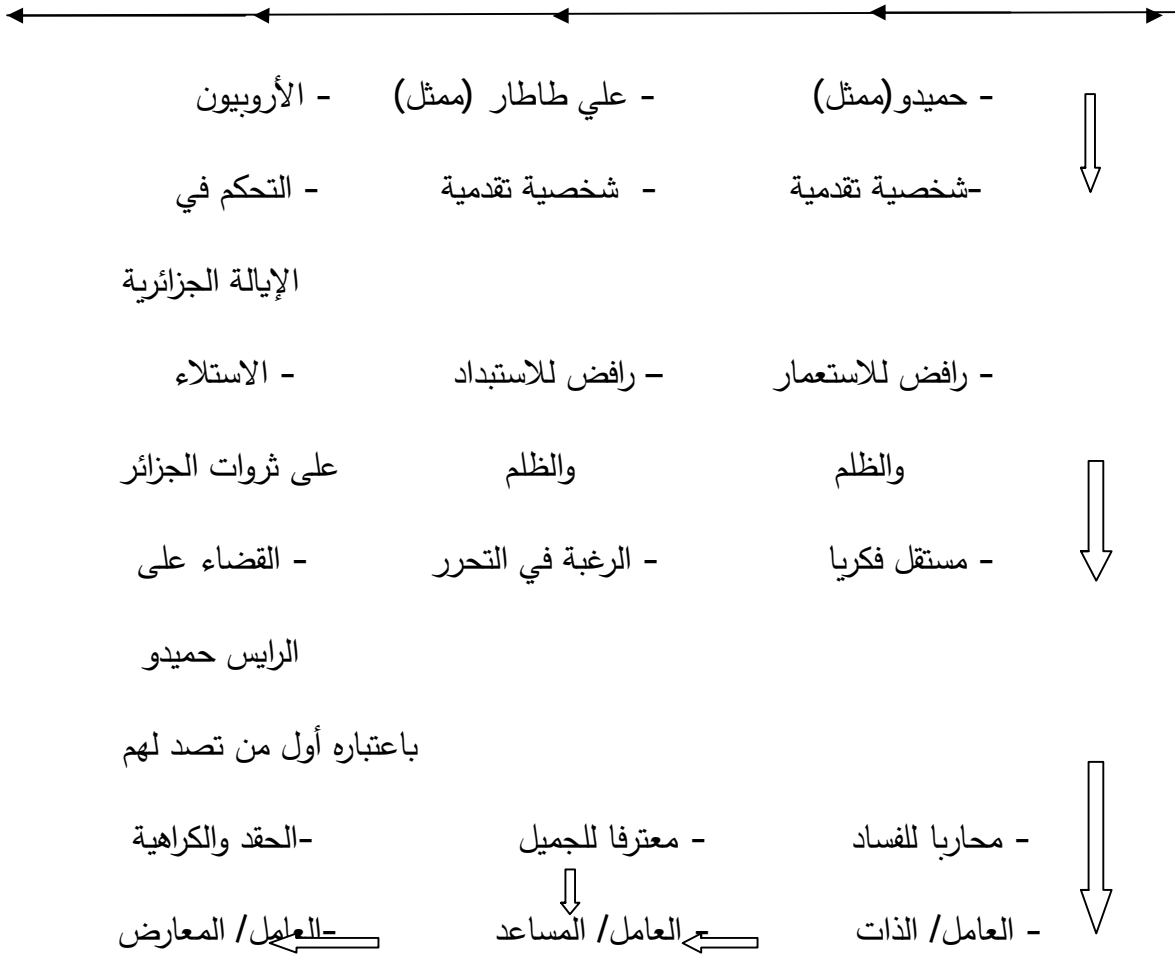 - حميدو(ممثل) - علي طاطار (ممثل) - الأروبيون
-شخصية تقدمية - شخصية تقدمية - التحكم في
الإيالة الجزائرية
- رافض للاستعمار – رافض للاستبداد - الاستلاء
والظلم والظلم على ثروات الجزائر
- مستقل فكريا - الرغبة في التحرر - القضاء على
الرايس حميدو
باعتباره أول من تصد لهم
- محاربا للفساد - معترفا للجميل -الحقد والكراهية
- العامل/ الذات - العامل/ المساعد -العامل/ المعارض